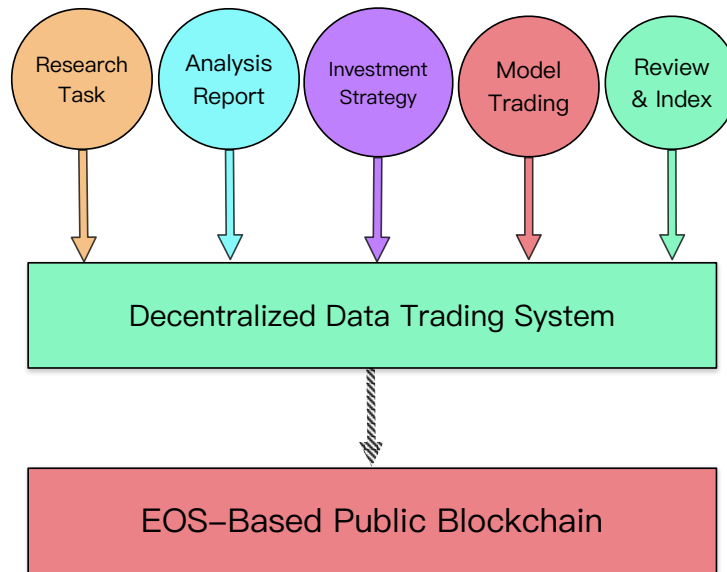 Research
Task
Analysis
Report
Investment
Strategy
Model
Trading
Review
& Index
Decentralized Data Trading System
EOS-Based Public Blockchain